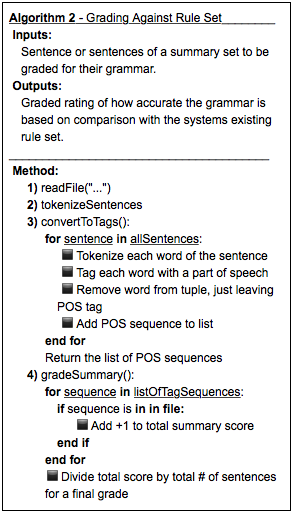 Algorithm 2 - Grading Against Rule Set
Inputs:
Sentence or sentences of a summary set to be
graded for their grammar.
Outputs:
Graded rating of how accurate the grammar is
based on comparison with the systems existing
rule set.
Method:
1) readFile("...")
2) tokenizeSentences
3) convertToTags():
for sentence in allSentences:
Tokenize each word of the sentence
Tag each word with a part of speech
Remove word from tuple, just leaving
POS tag
Add POS sequence to list
end for
Return the list of POS sequences
4) gradeSummary():
for sequence in listOfTagSequences:
if sequence is in in file:
Add +1 to total summary score
end if
end for
Divide total score by total # of sentences
for a final grade